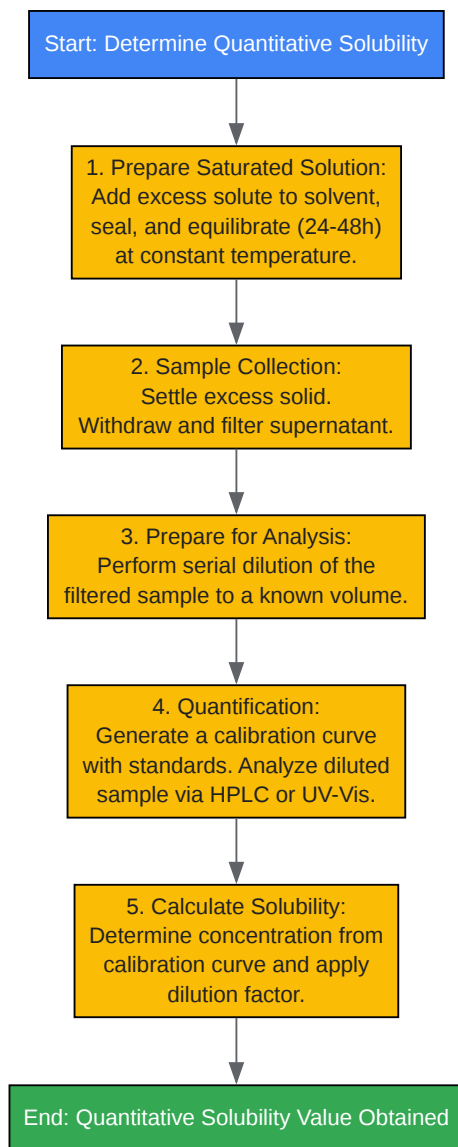 Start: Determine Quantitative Solubility
1. Prepare Saturated Solution:
Add excess solute to solvent,
seal, and equilibrate (24-48h)
at constant temperature.
2. Sample Collection:
Settle excess solid.
Withdraw and filter supernatant.
3. Prepare for Analysis:
Perform serial dilution of the
filtered sample to a known volume.
4. Quantification:
Generate a calibration curve
with standards. Analyze diluted
sample via HPLC or UV-Vis.
5. Calculate Solubility:
Determine concentration from
calibration curve and apply
dilution factor.
End: Quantitative Solubility Value Obtained